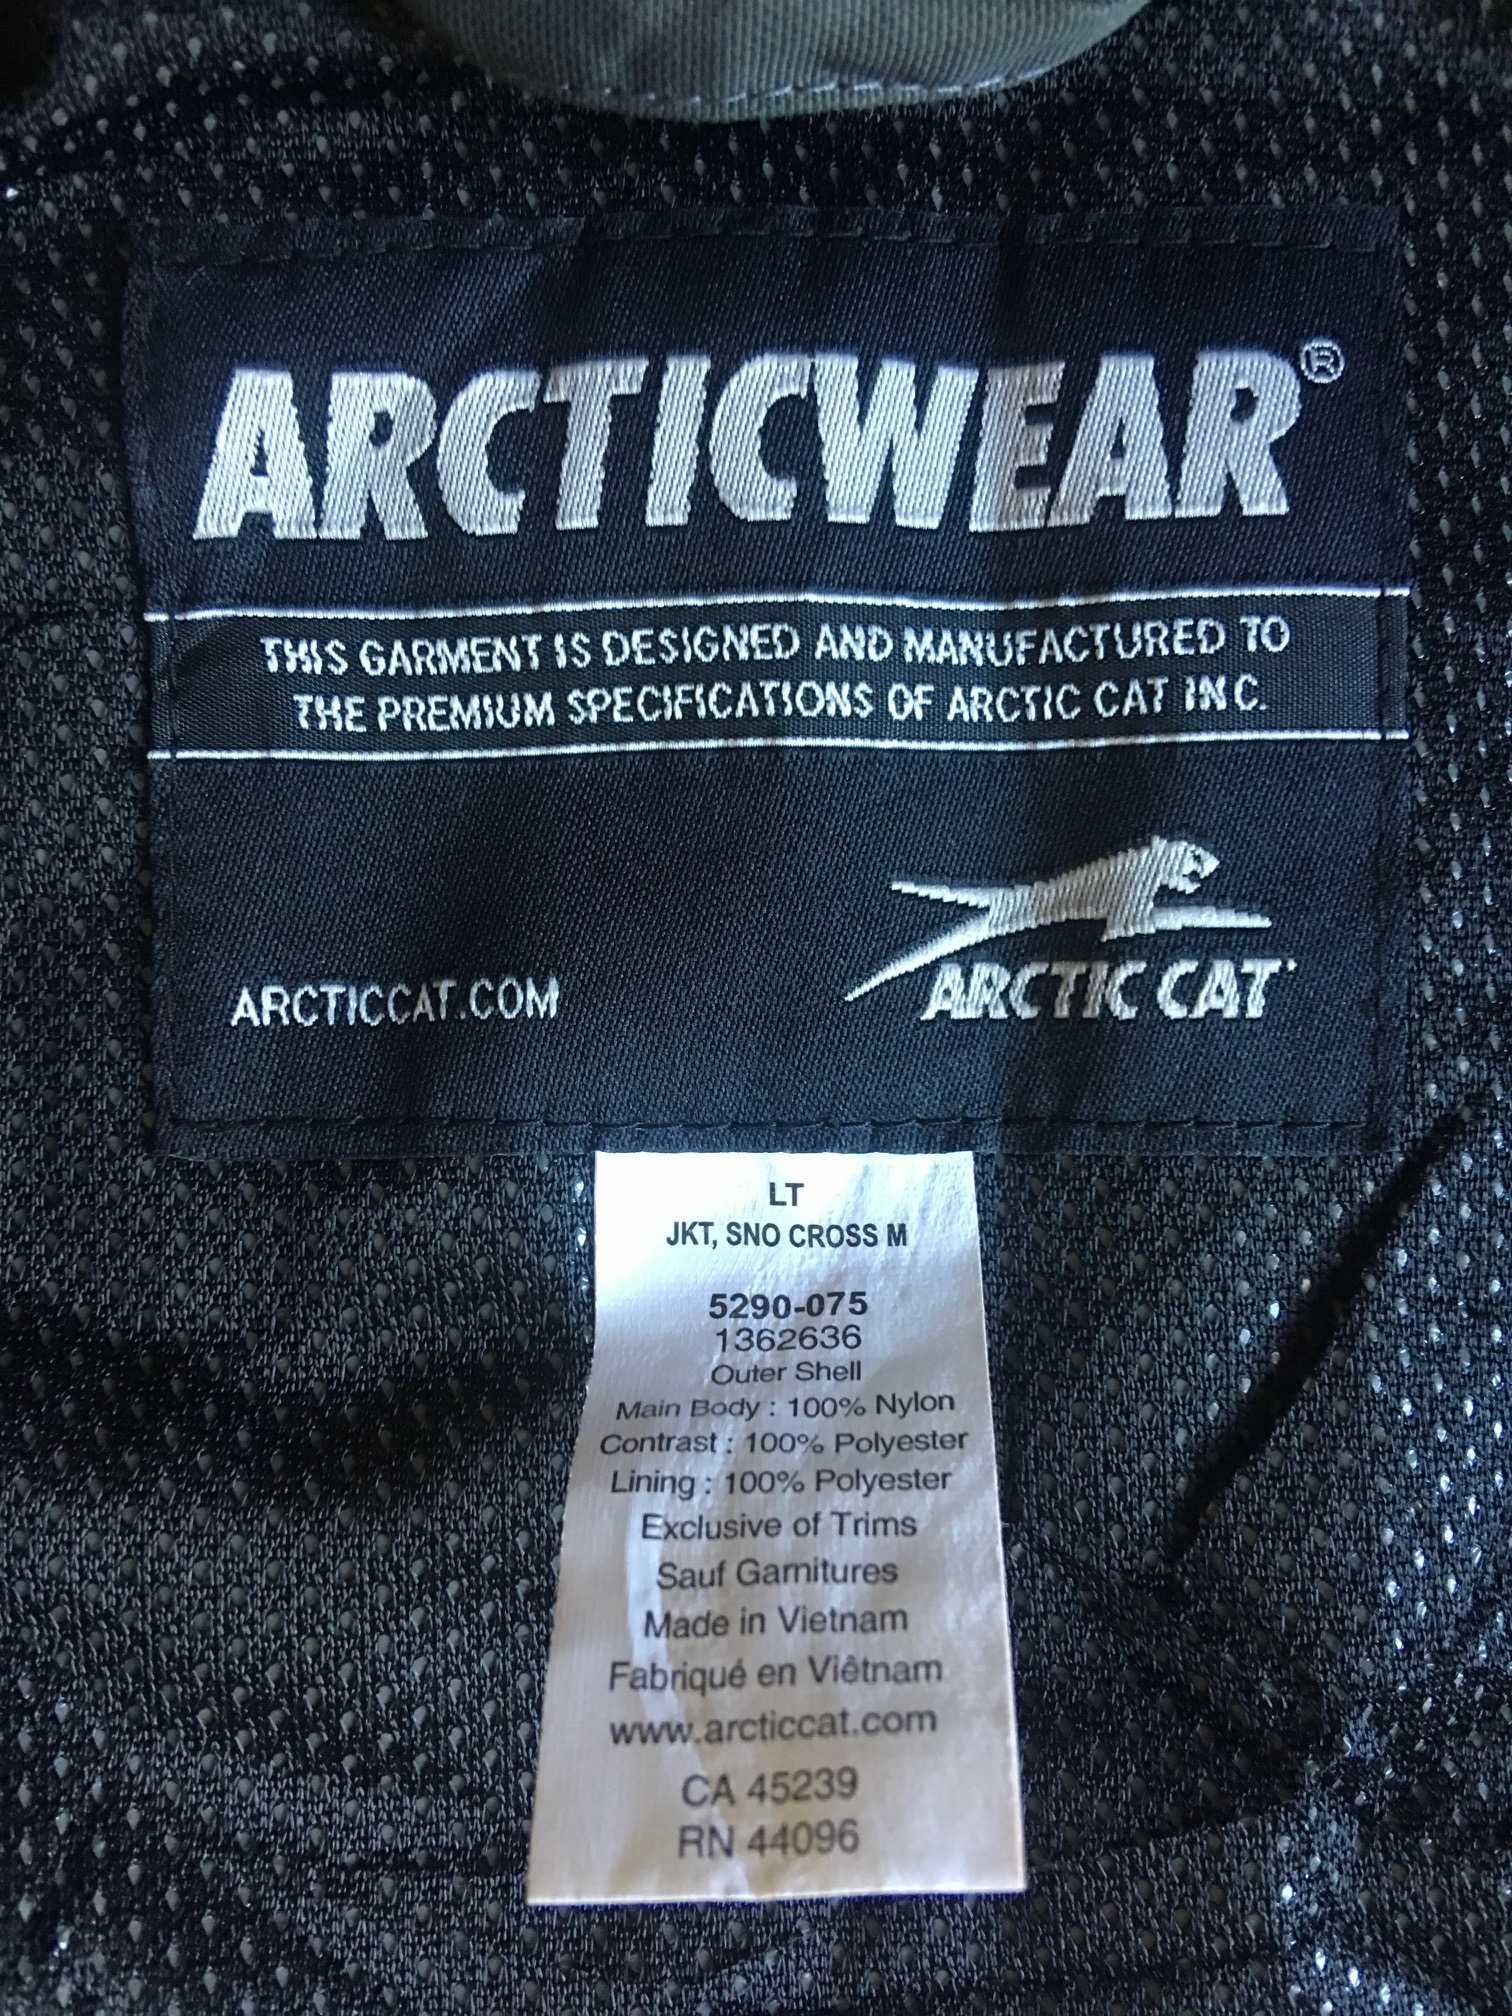 ARCTICWEAR®
THIS GARMENT IS DESIGNED AND MANUFACTURED TO
THE PREMIUM SPECIFICATIONS OF ARCTIC CAT INC.
ARCTICCAT.COM
ARCTIC CAT
LT
JKT, SNO CROSS M
5290-075
1362636
Outer Shell
Main Body : 100% Nylon
Contrast : 100% Polyester
Lining : 100% Polyester
Exclusive of Trims
Sauf Garnitures
Made in Vietnam
Fabriqué en Viêtnam
www.arcticcat.com
CA 45239
RN 44096